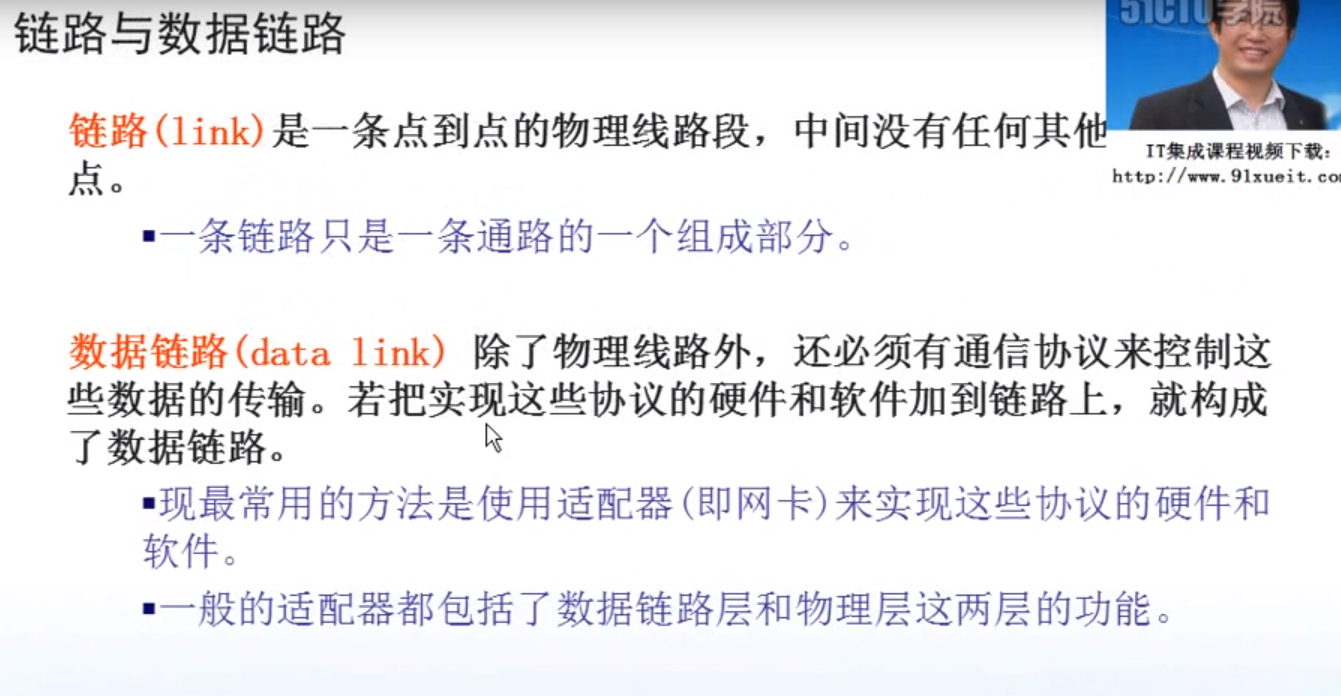 链路与数据链路
51CTO学院
链路(link)是一条点到点的物理线路段，中间没有任何其他
点。
IT集成课程视频下载:
http://www.91xueit.co
▪一条链路只是一条通路的一个组成部分。
数据链路(data link) 除了物理线路外，还必须有通信协议来控制这
些数据的传输。若把实现这些协议的硬件和软件加到链路上，就构成
了数据链路。
▪现最常用的方法是使用适配器(即网卡)来实现这些协议的硬件和
软件。
▪一般的适配器都包括了数据链路层和物理层这两层的功能。